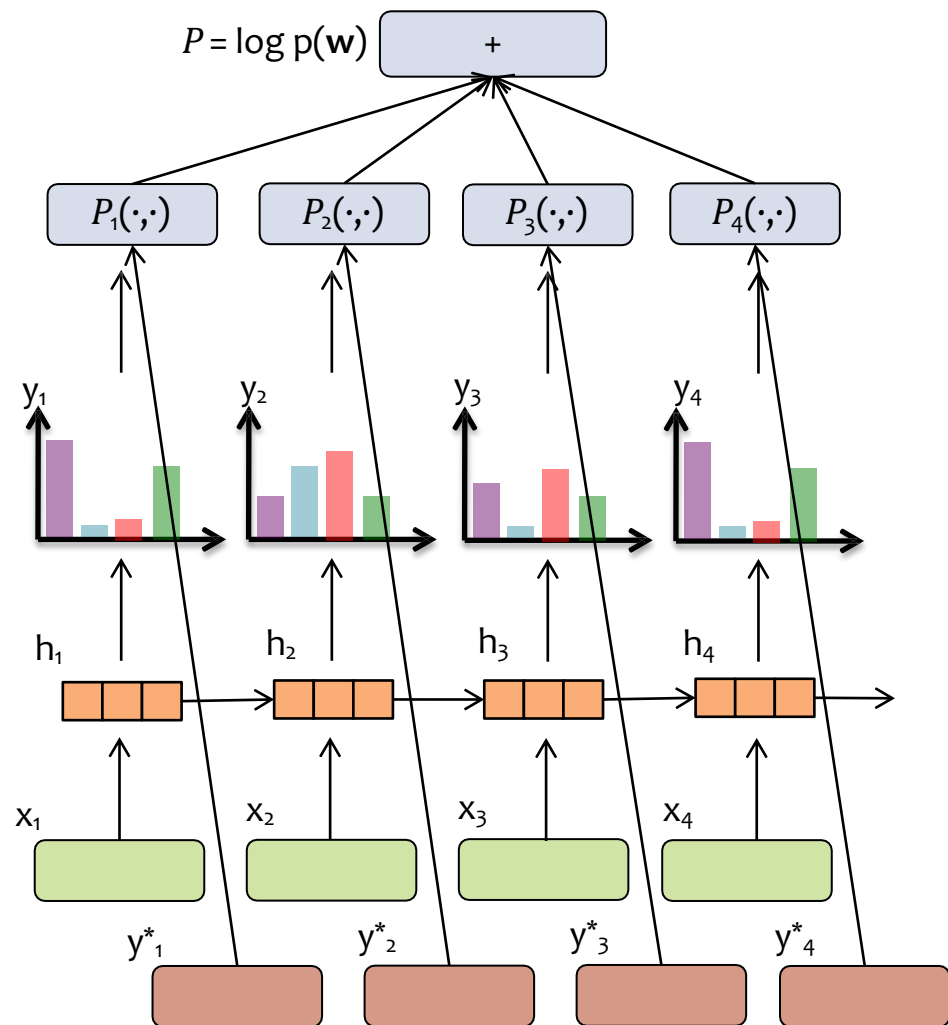 P = log p(w) +
P₁(·,·) P₂(·,·) P₃(·,·) P₄(·,·)
y₁ y₂ y₃ y₄
h₁ h₂ h₃ h₄
x₁ x₂ x₃ x₄
y*₁ y*₂ y*₃ y*₄